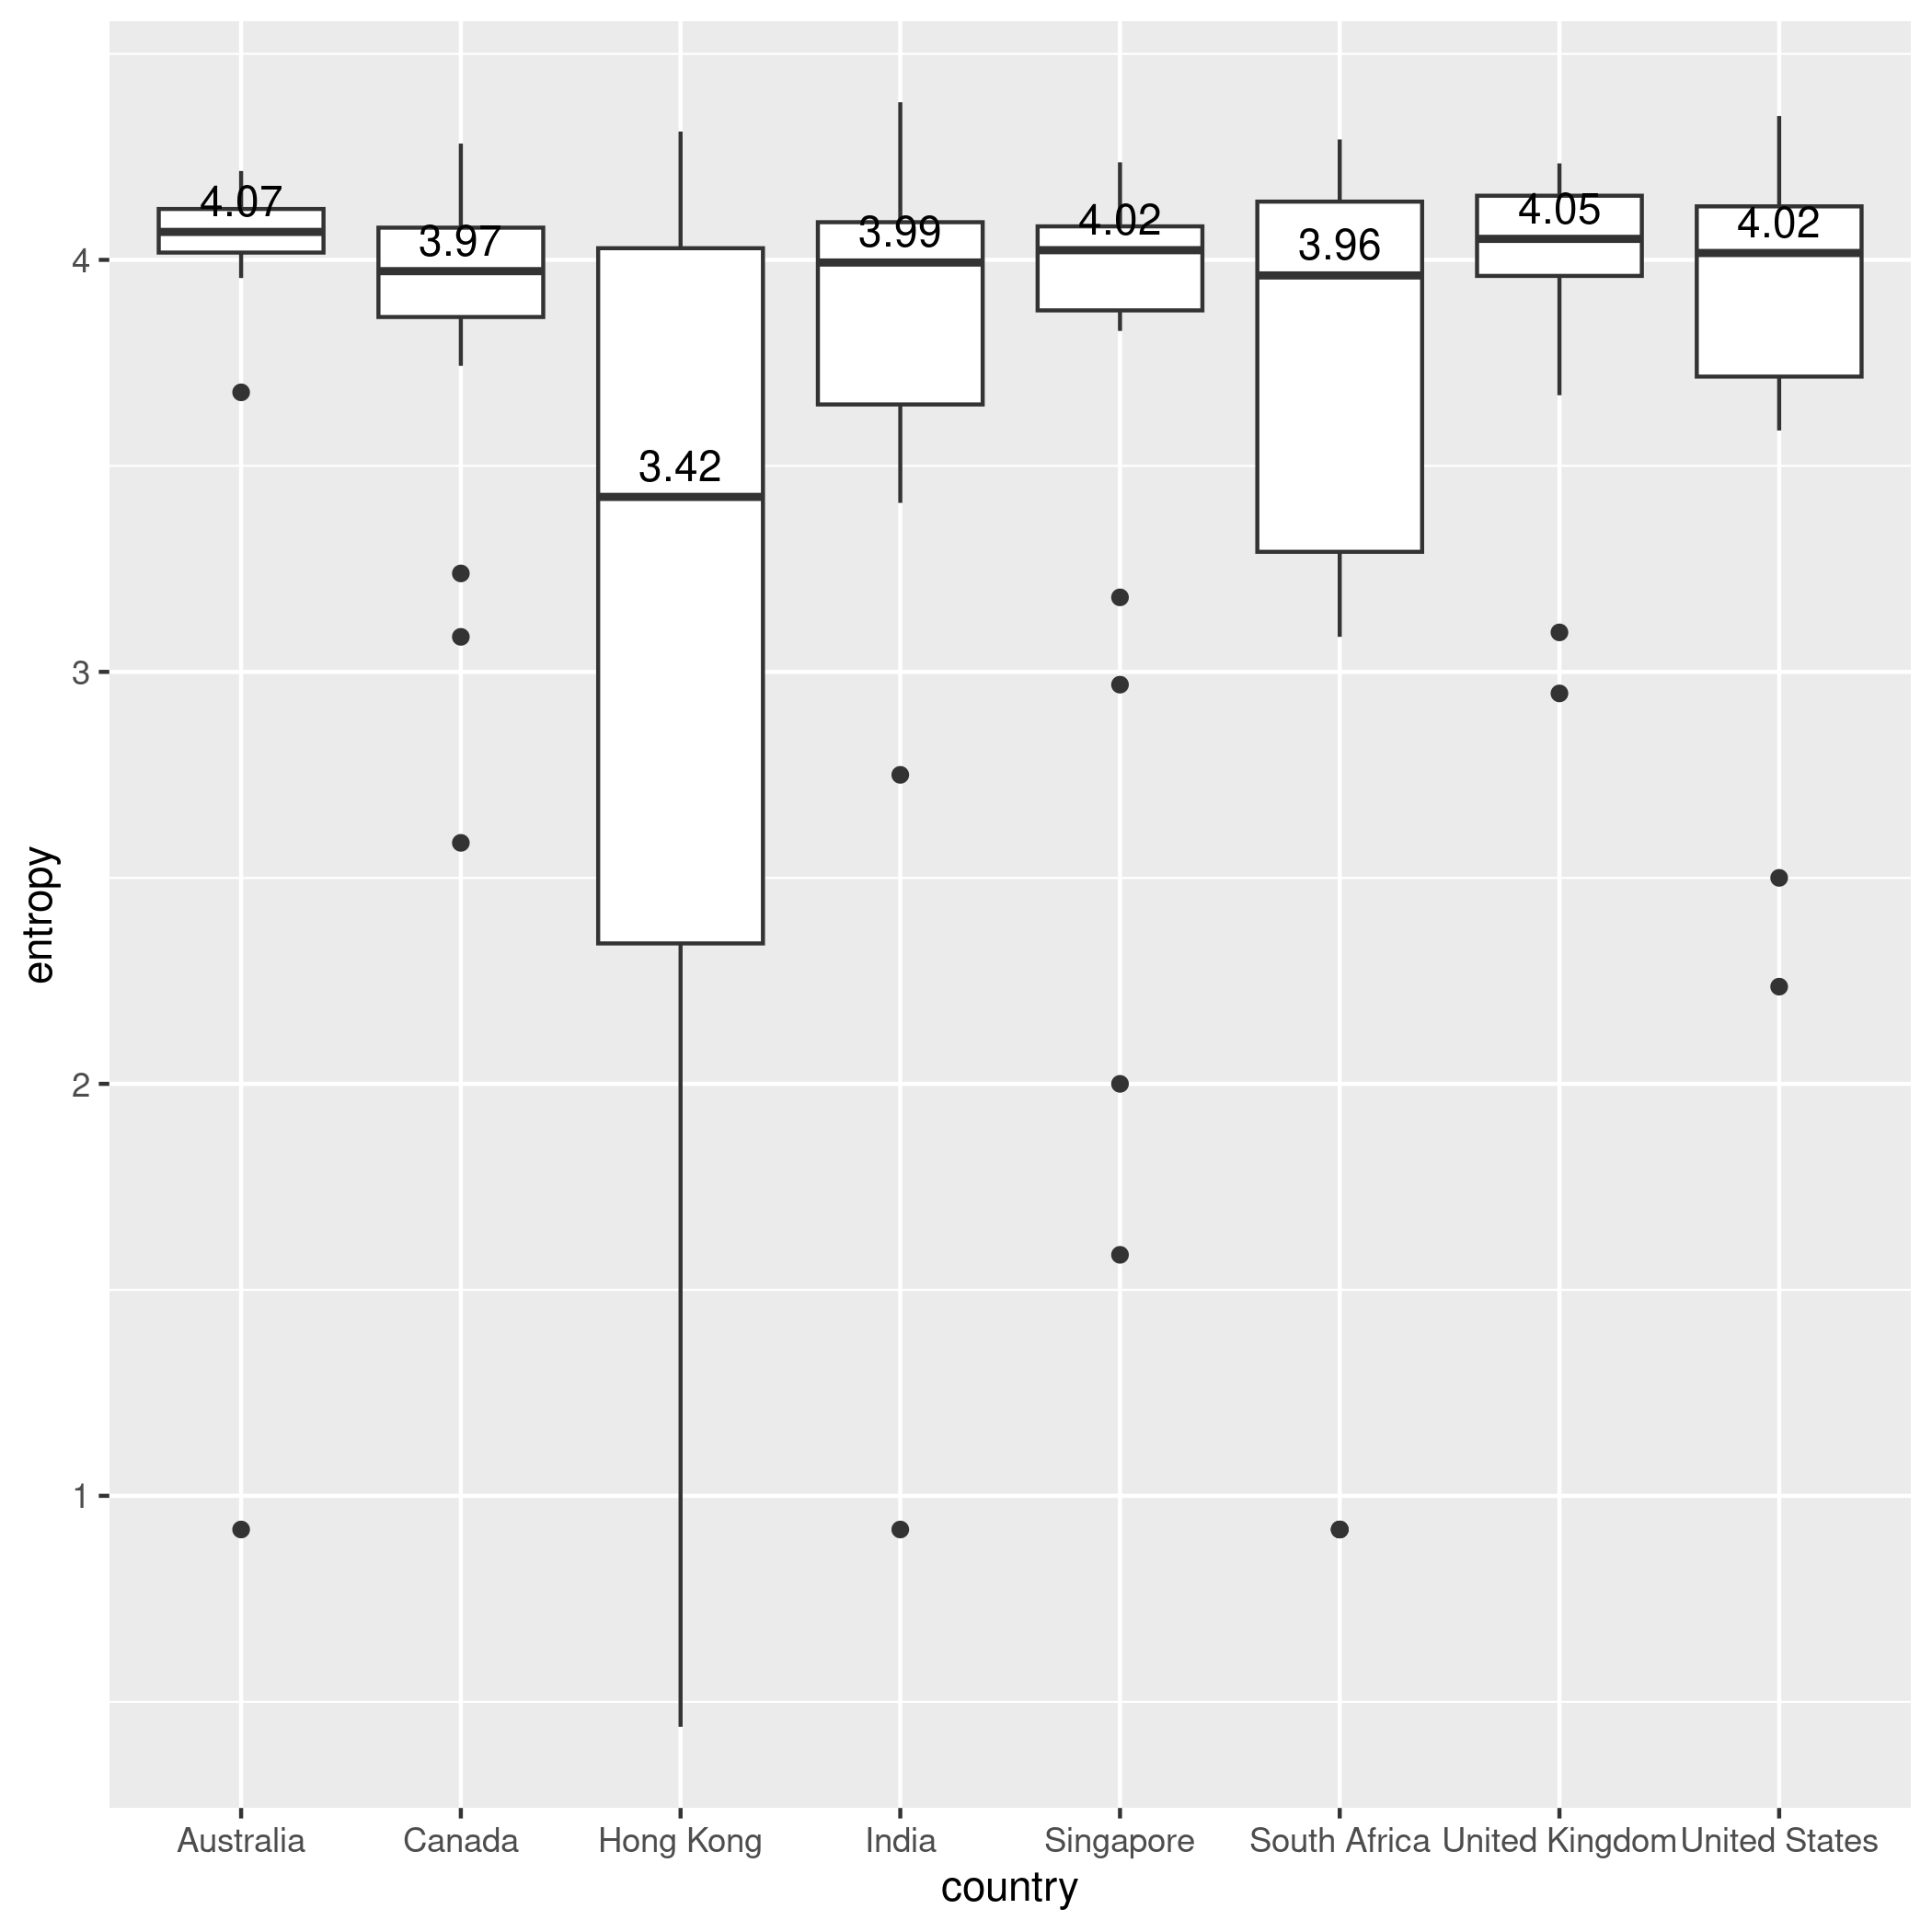 4.07
3.97
3.42
3.99
4.02
3.96
4.05
4.02
4
3
2
1
entropy
Australia
Canada
Hong Kong
India
Singapore
South Africa
United Kingdom
United States
country